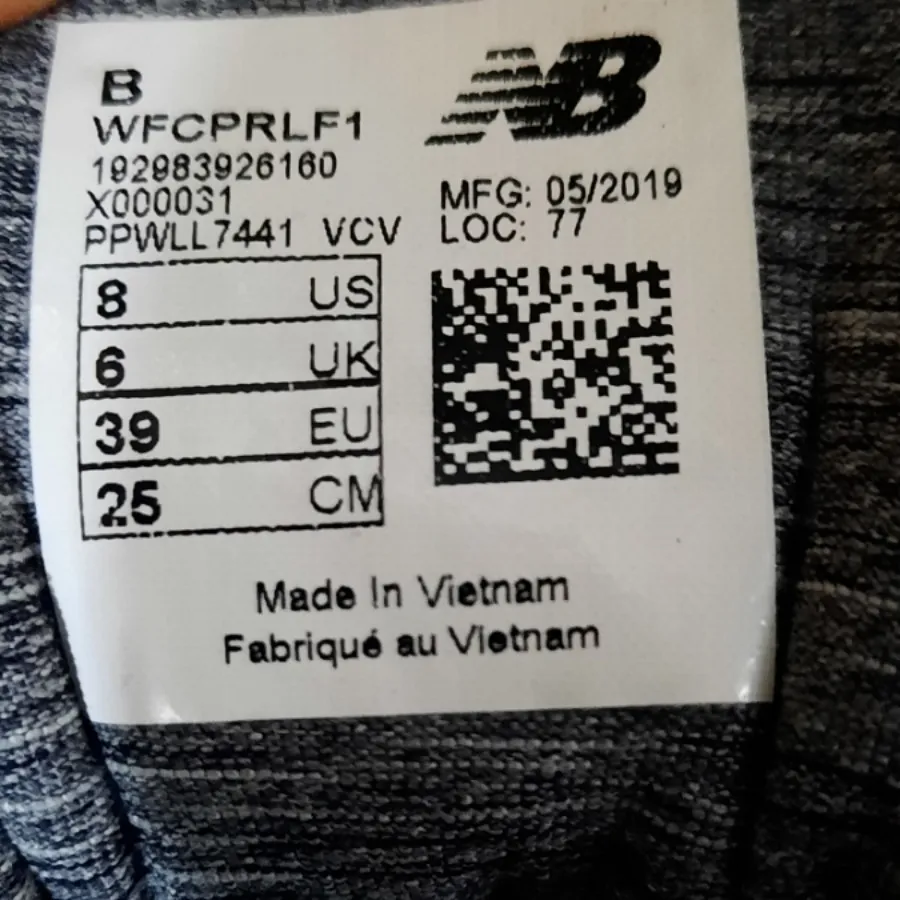 B
NB
WFCPRLF1
192983926160
X000031
PPWLL7441 VCV
MFG: 05/2019
LOC: 77
8 US
6 UK
39 EU
25 CM
Made In Vietnam
Fabriqué au Vietnam